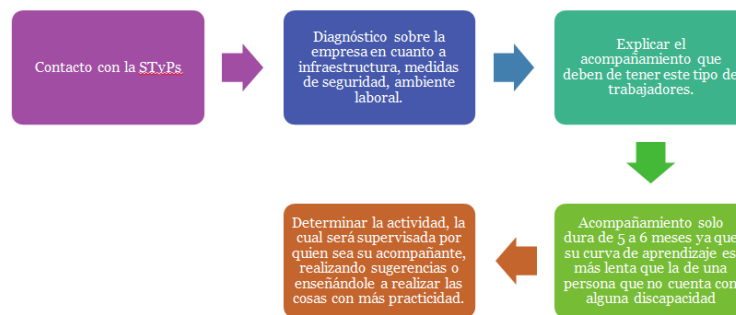 Contacto con la STyPs
Diagnóstico sobre la
empresa en cuanto a
infraestructura, medidas
de seguridad, ambiente
laboral.
Explicar el
acompañamiento que
deben de tener este tipo de
trabajadores.
Acompañamiento solo
dura de 5 a 6 meses ya que
su curva de aprendizaje es
más lenta que la de una
persona que no cuenta con
alguna discapacidad
Determinar la actividad, la
cual será supervisada por
quien sea su acompañante,
realizando sugerencias o
enseñándole a realizar las
cosas con más practicidad.